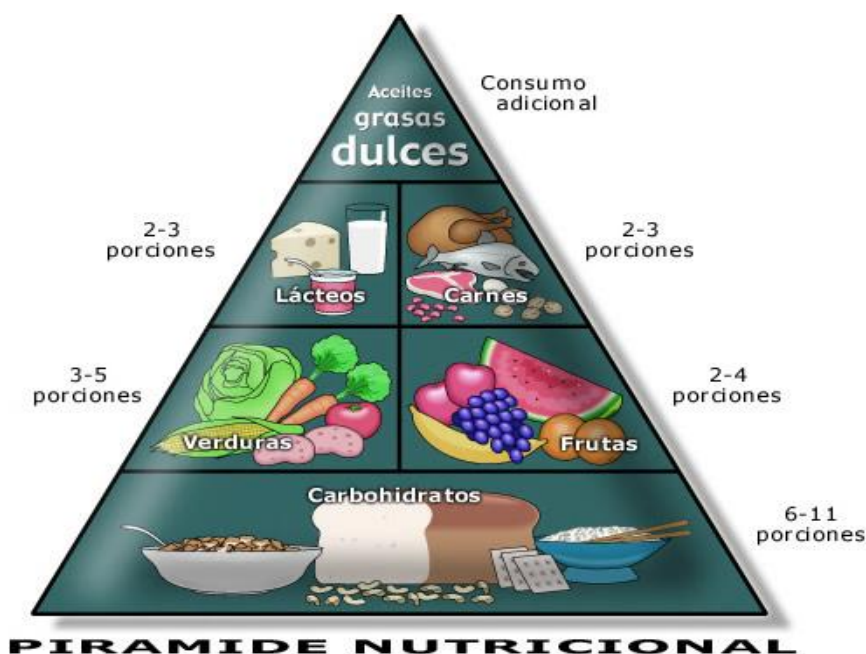 Aceites
grasas
dulces
Consumo
adicional
2-3
porciones
Lácteos
Carnes
2-3
porciones
3-5
porciones
Verduras
Frutas
2-4
porciones
Carbohidratos
6-11
porciones
PIRAMIDE NUTRICIONAL